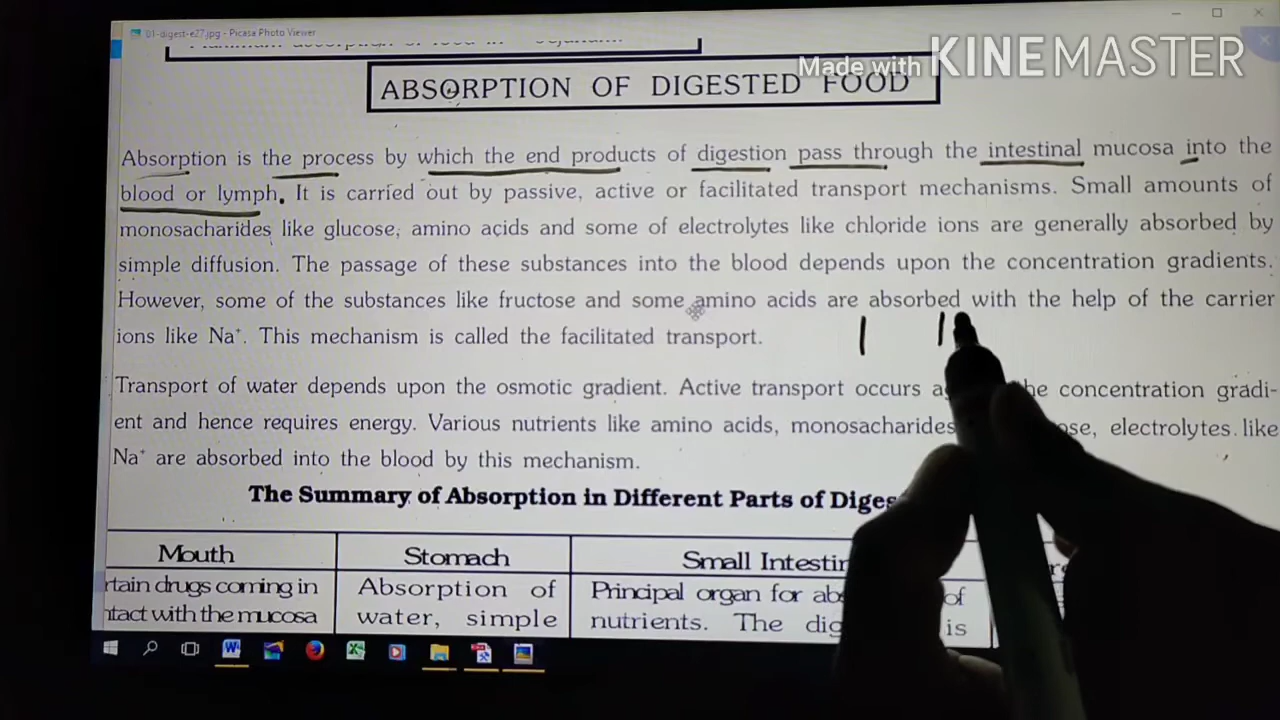 01-digest-e27.jpg - Picasa Photo Viewer
Made with KINEMASTER
ABSORPTION OF DIGESTED FOOD
Absorption is the process by which the end products of digestion pass through the intestinal mucosa into the
blood or lymph. It is carried out by passive, active or facilitated transport mechanisms. Small amounts of
monosacharides like glucose, amino acids and some of electrolytes like chloride ions are generally absorbed by
simple diffusion. The passage of these substances into the blood depends upon the concentration gradients.
However, some of the substances like fructose and some amino acids are absorbed with the help of the carrier
ions like Na⁺. This mechanism is called the facilitated transport.
Transport of water depends upon the osmotic gradient. Active transport occurs the concentration gradi-
ent and hence requires energy. Various nutrients like amino acids, monosacharides electrolytes like
Na⁺ are absorbed into the blood by this mechanism.
The Summary of Absorption in Different Parts of
Mouth Stomach Small
drugs coming in Absorption of Principal organ for of
with the mucosa water, simple nutrients. The is